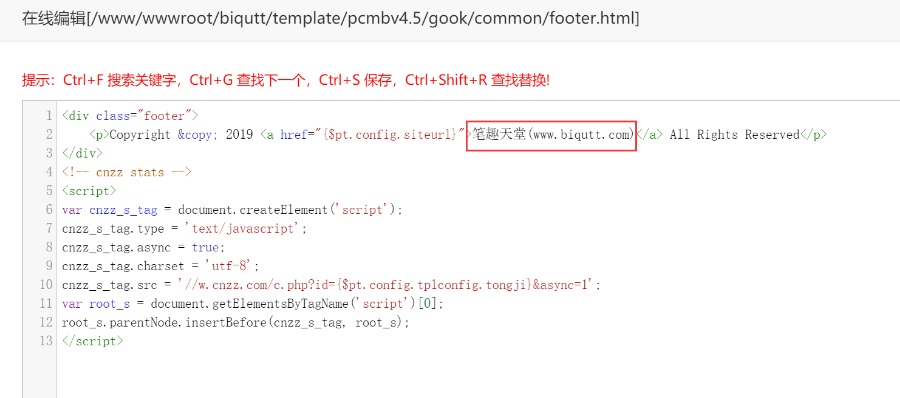 在线编辑[/www/wwwroot/biqutt/template/pcmbv4.5/gook/common/footer.html]
提示：Ctrl+F 搜索关键字，Ctrl+G 查找下一个，Ctrl+S 保存，Ctrl+Shift+R 查找替换!
1 <div class="footer">
2     <p>Copyright &copy; 2019 <a href="{$pt.config.siteurl}">笔趣天堂(www.biqutt.com)</a> All Rights Reserved</p>
3 </div>
4 <!-- cnzz stats -->
5 <script>
6 var cnzz_s_tag = document.createElement('script');
7 cnzz_s_tag.type = 'text/javascript';
8 cnzz_s_tag.async = true;
9 cnzz_s_tag.charset = 'utf-8';
10 cnzz_s_tag.src = '//w.cnzz.com/c.php?id={$pt.config.tplconfig.tongji}&async=1';
11 var root_s = document.getElementsByTagName('script')[0];
12 root_s.parentNode.insertBefore(cnzz_s_tag, root_s);
13 </script>